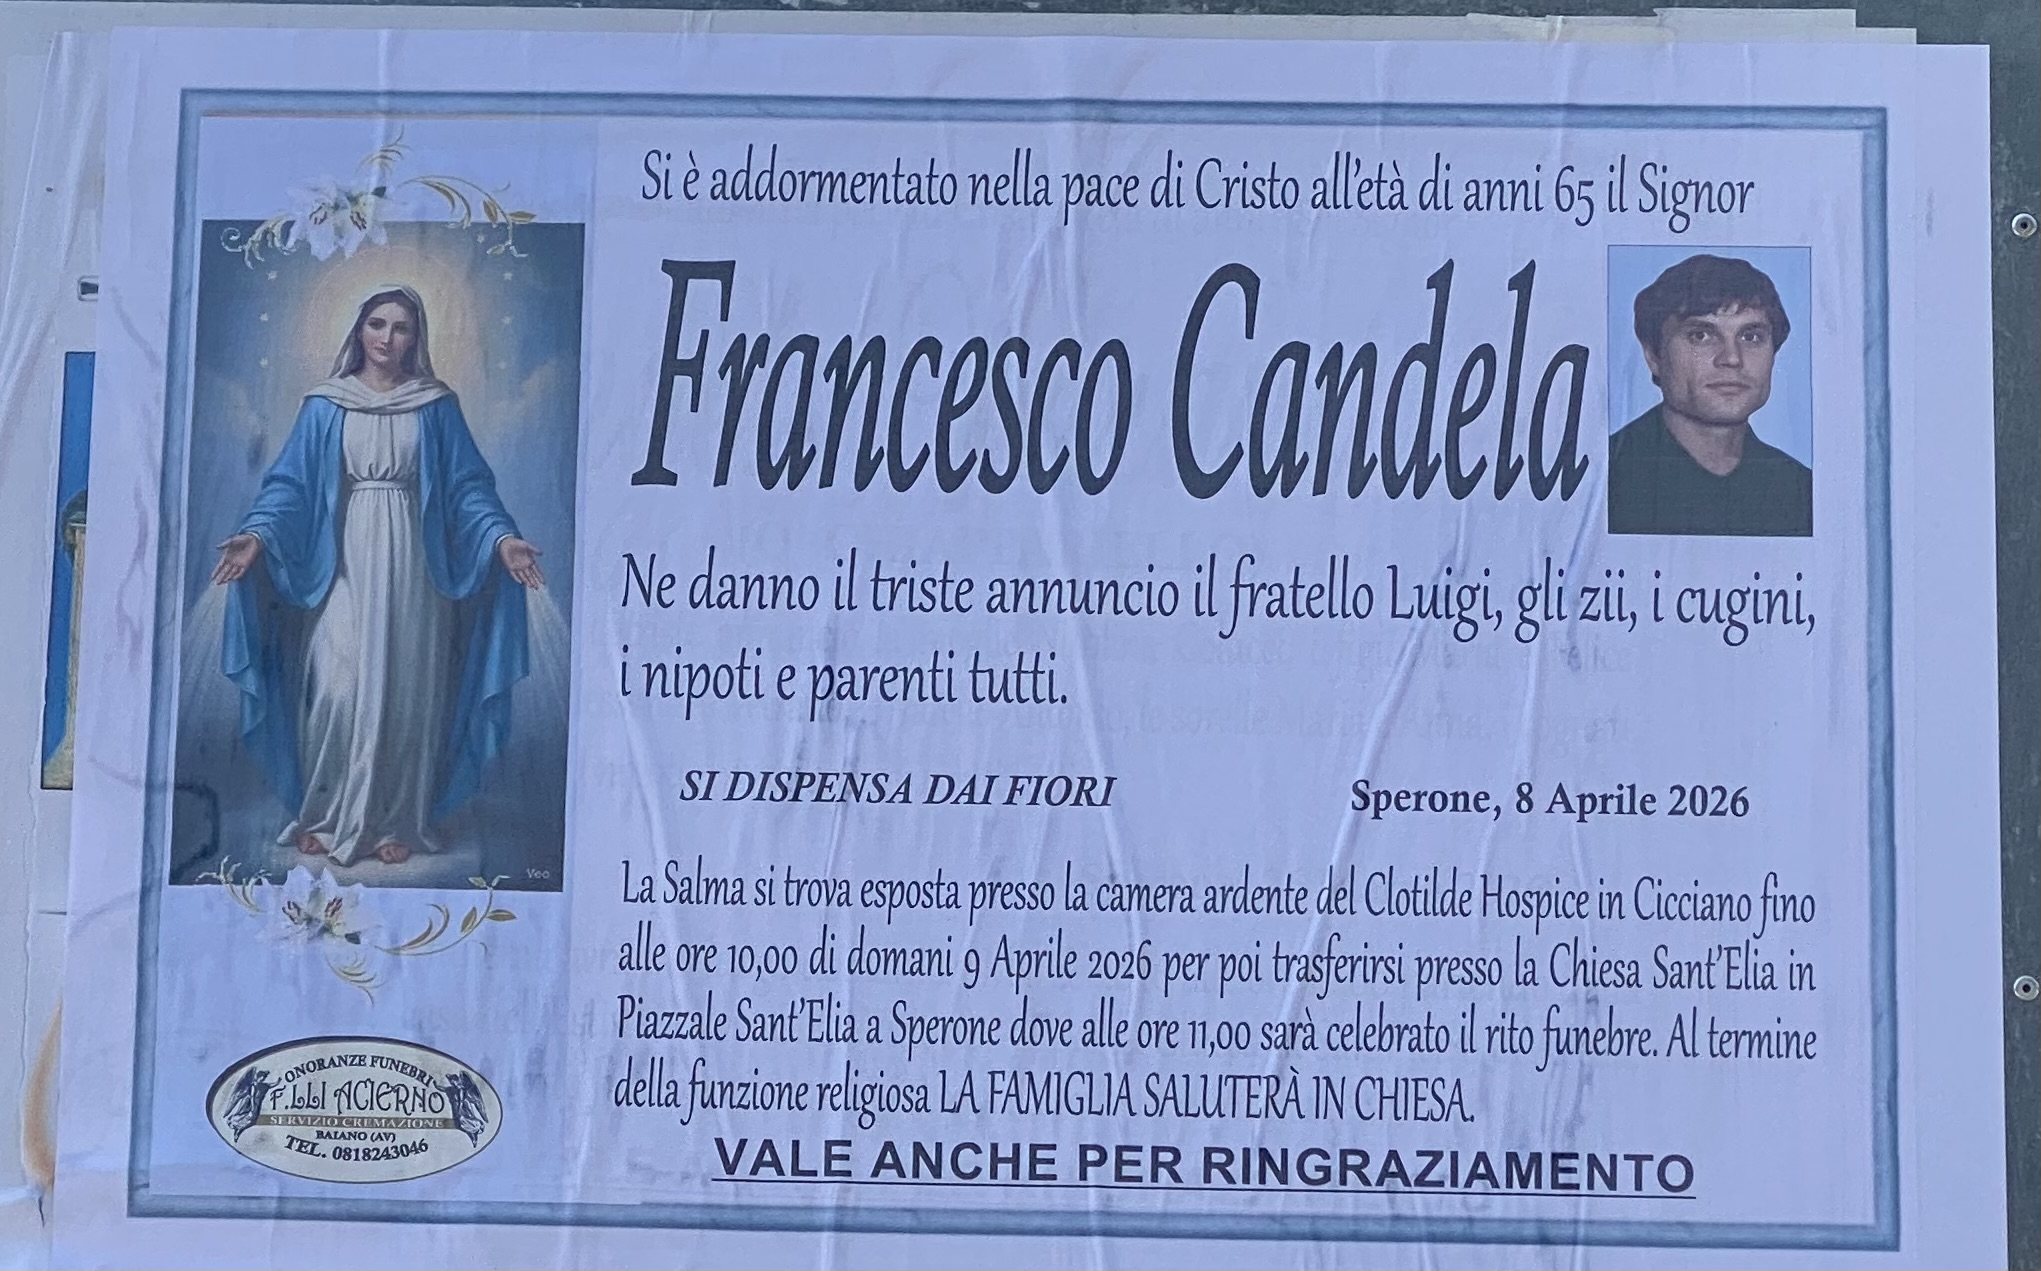 Si è addormentato nella pace di Cristo all'età di anni 65 il Signor
Francesco Candela
Ne danno il triste annuncio il fratello Luigi, gli zii, i cugini,
i nipoti e parenti tutti.
SI DISPENSA DAI FIORI
Sperone, 8 Aprile 2026
La Salma si trova esposta presso la camera ardente del Clotilde Hospice in Cicciano fino
alle ore 10,00 di domani 9 Aprile 2026 per poi trasferirsi presso la Chiesa Sant'Elia in
Piazzale Sant'Elia a Sperone dove alle ore 11,00 sarà celebrato il rito funebre. Al termine
della funzione religiosa LA FAMIGLIA SALUTERÀ IN CHIESA.
VALE ANCHE PER RINGRAZIAMENTO
Veo
ONORANZE FUNEBRI
F.LLI ACIERNO
SERVIZIO CREMAZIONE
BAIANO (AV)
TEL. 0818243046